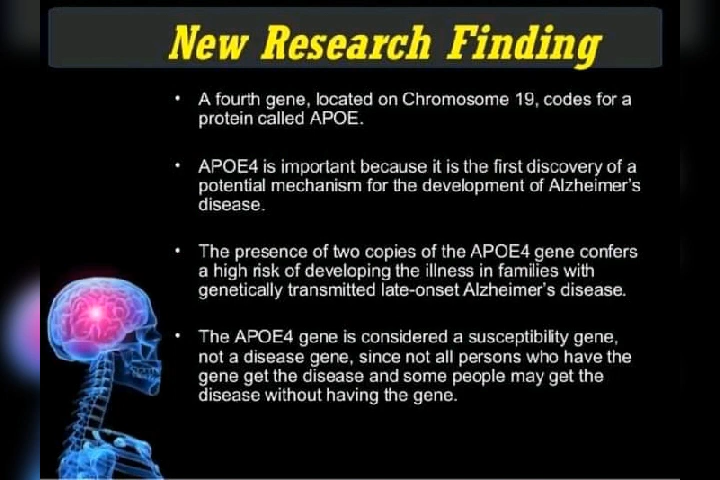 New Research Finding
• A fourth gene, located on Chromosome 19, codes for a
protein called APOE.
• APOE4 is important because it is the first discovery of a
potential mechanism for the development of Alzheimer's
disease.
• The presence of two copies of the APOE4 gene confers
a high risk of developing the illness in families with
genetically transmitted late-onset Alzheimer's disease.
• The APOE4 gene is considered a susceptibility gene,
not a disease gene, since not all persons who have the
gene get the disease and some people may get the
disease without having the gene.